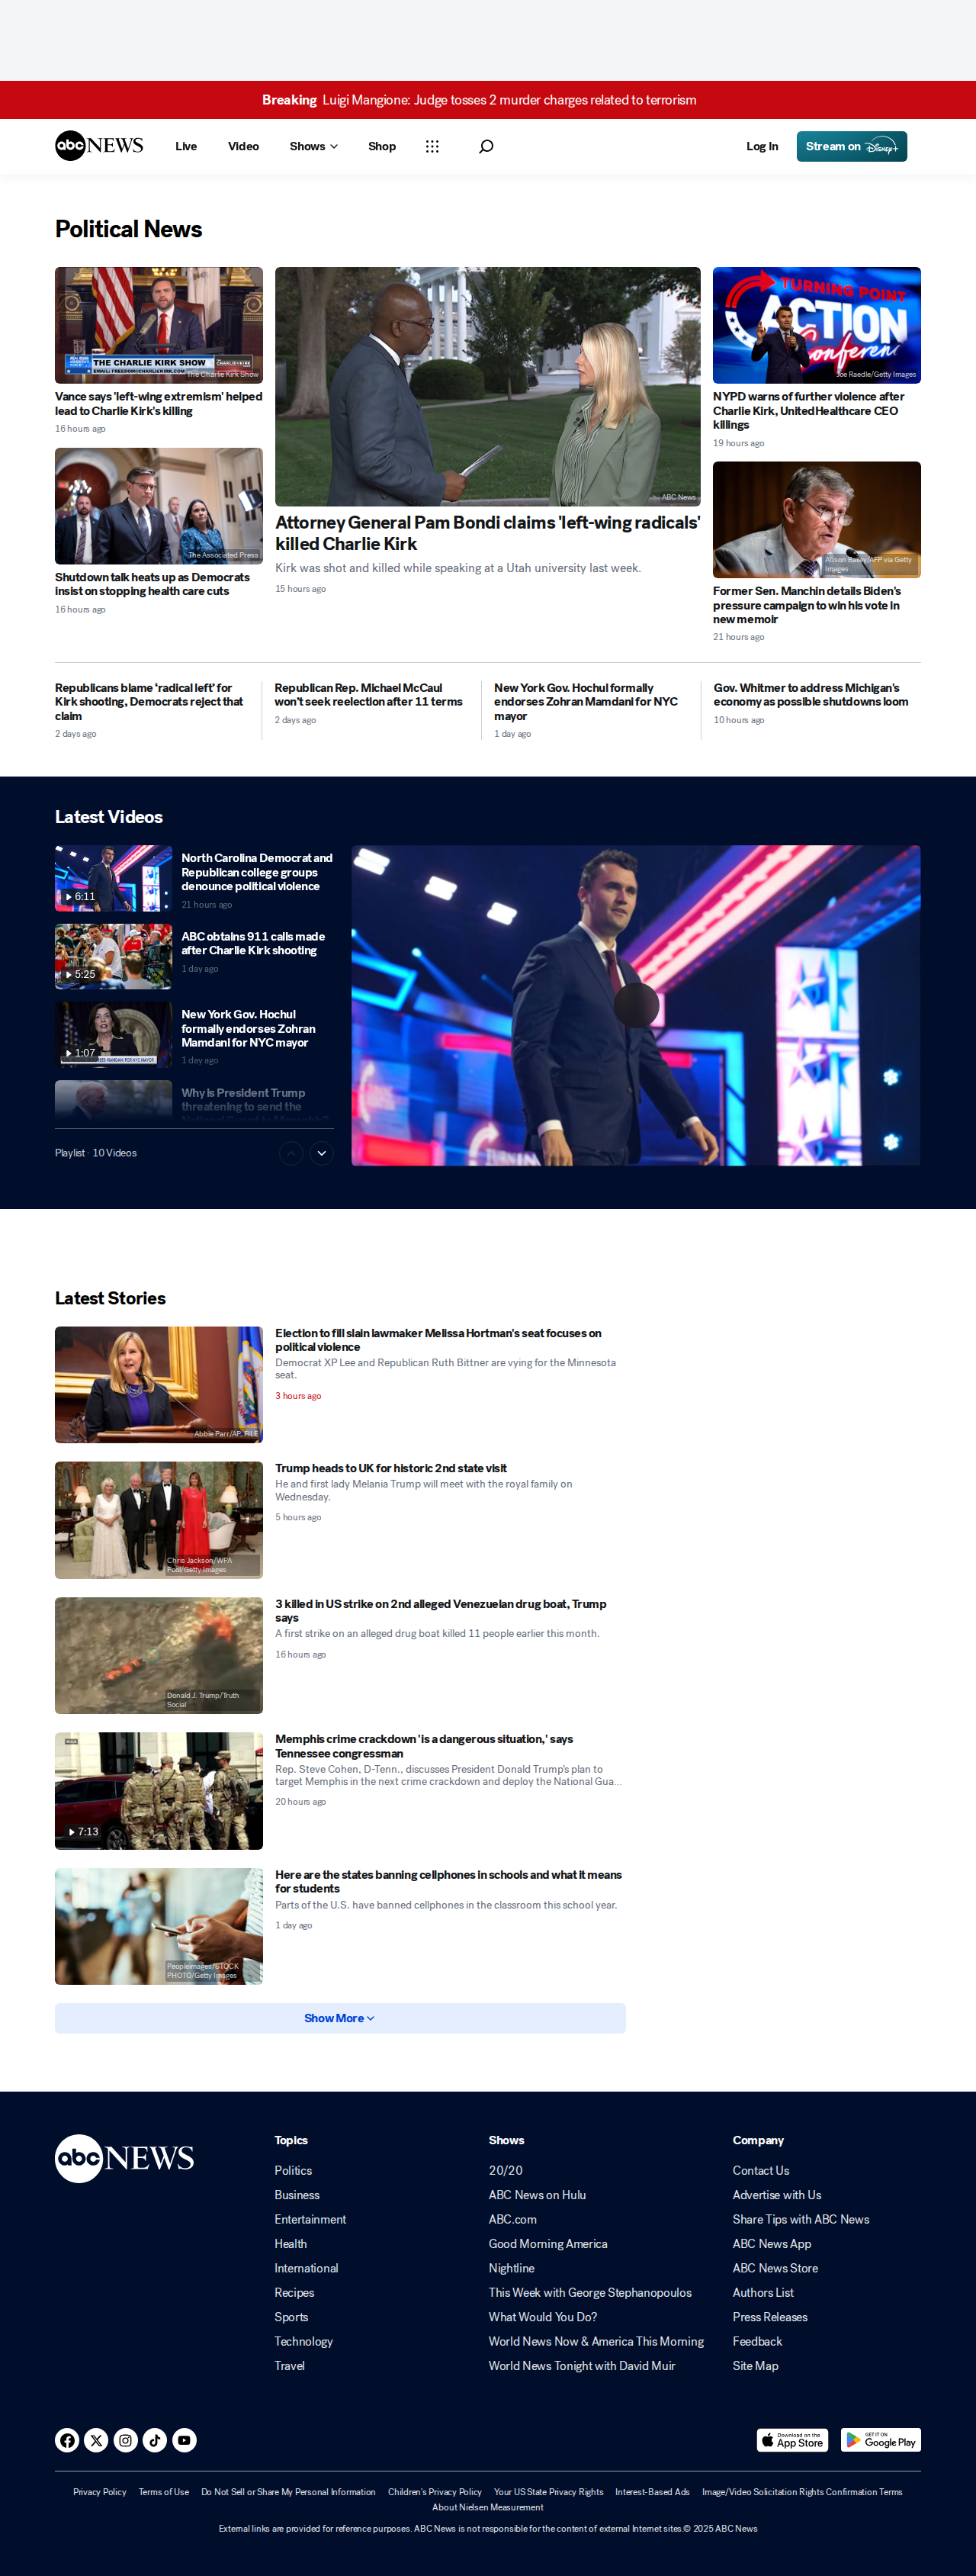 Breaking Luigi Mangione: Judge tosses 2 murder charges related to terrorism
abc NEWS
Live
Video
Shows
Shop
Log In
Stream on Disney+
Political News
THE CHARLIE KIRK SHOW
The Charlie Kirk Show
Vance says 'left-wing extremism' helped
lead to Charlie Kirk's killing
16 hours ago
The Associated Press
Shutdown talk heats up as Democrats
insist on stopping health care cuts
16 hours ago
ABC News
Attorney General Pam Bondi claims 'left-wing radicals'
killed Charlie Kirk
Kirk was shot and killed while speaking at a Utah university last week.
15 hours ago
TURNING POINT
ACTION
Conferenc
Joe Raedle/Getty Images
NYPD warns of further violence after
Charlie Kirk, UnitedHealthcare CEO
killings
19 hours ago
Allison Bailey/AFP via Getty
Images
Former Sen. Manchin details Biden's
pressure campaign to win his vote in
new memoir
21 hours ago
Republicans blame ‘radical left’ for
Kirk shooting, Democrats reject that
claim
2 days ago
Republican Rep. Michael McCaul
won't seek reelection after 11 terms
2 days ago
New York Gov. Hochul formally
endorses Zohran Mamdani for NYC
mayor
1 day ago
Gov. Whitmer to address Michigan's
economy as possible shutdowns loom
10 hours ago
Latest Videos
6:11
North Carolina Democrat and
Republican college groups
denounce political violence
21 hours ago
5:25
ABC obtains 911 calls made
after Charlie Kirk shooting
1 day ago
1:07
New York Gov. Hochul
formally endorses Zohran
Mamdani for NYC mayor
1 day ago
Why is President Trump
threatening to send the
Playlist · 10 Videos
Latest Stories
Abbie Parr/AP, FILE
Election to fill slain lawmaker Melissa Hortman's seat focuses on
political violence
Democrat XP Lee and Republican Ruth Bittner are vying for the Minnesota
seat.
3 hours ago
Chris Jackson/WPA
Pool/Getty Images
Trump heads to UK for historic 2nd state visit
He and first lady Melania Trump will meet with the royal family on
Wednesday.
5 hours ago
Donald J. Trump/Truth
Social
3 killed in US strike on 2nd alleged Venezuelan drug boat, Trump
says
A first strike on an alleged drug boat killed 11 people earlier this month.
16 hours ago
7:13
Memphis crime crackdown 'is a dangerous situation,' says
Tennessee congressman
Rep. Steve Cohen, D-Tenn., discusses President Donald Trump's plan to
target Memphis in the next crime crackdown and deploy the National Gua...
20 hours ago
Peopleimages/iSTOCK
PHOTO/Getty Images
Here are the states banning cellphones in schools and what it means
for students
Parts of the U.S. have banned cellphones in the classroom this school year.
1 day ago
Show More
abc NEWS
Topics
Politics
Business
Entertainment
Health
International
Recipes
Sports
Technology
Travel
Shows
20/20
ABC News on Hulu
ABC.com
Good Morning America
Nightline
This Week with George Stephanopoulos
What Would You Do?
World News Now & America This Morning
World News Tonight with David Muir
Company
Contact Us
Advertise with Us
Share Tips with ABC News
ABC News App
ABC News Store
Authors List
Press Releases
Feedback
Site Map
Download on the
App Store
GET IT ON
Google Play
Privacy Policy
Terms of Use
Do Not Sell or Share My Personal Information
Children's Privacy Policy
Your US State Privacy Rights
Interest-Based Ads
Image/Video Solicitation Rights Confirmation Terms
About Nielsen Measurement
External links are provided for reference purposes. ABC News is not responsible for the content of external Internet sites.© 2025 ABC News